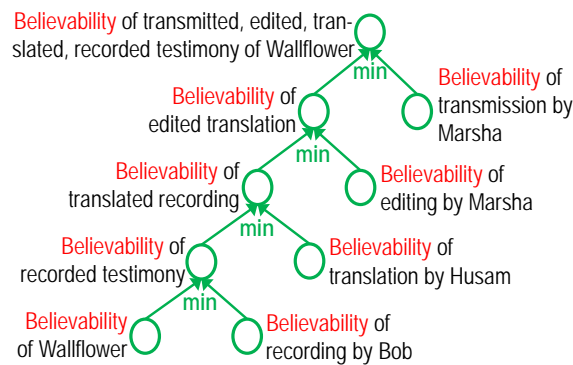 Believability of transmitted, edited, tran-
slated, recorded testimony of Wallflower
min
Believability of
transmission by
Marsha
Believability of
edited translation
min
Believability of
editing by Marsha
Believability of
translated recording
min
Believability of
translation by Husam
Believability of
recorded testimony
min
Believability
of Wallflower
Believability of
recording by Bob